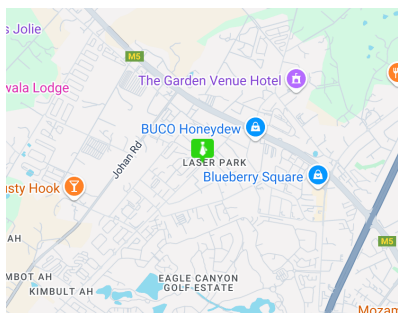 s Jolie
M5
The Garden Venue Hotel
wala Lodge
BUCO Honeydew
Johan Rd
LASER PARK
Blueberry Square
usty Hook
AH
M5
MBOT AH
EAGLE CANYON
GOLF ESTATE
KIMBULT AH
Mozam